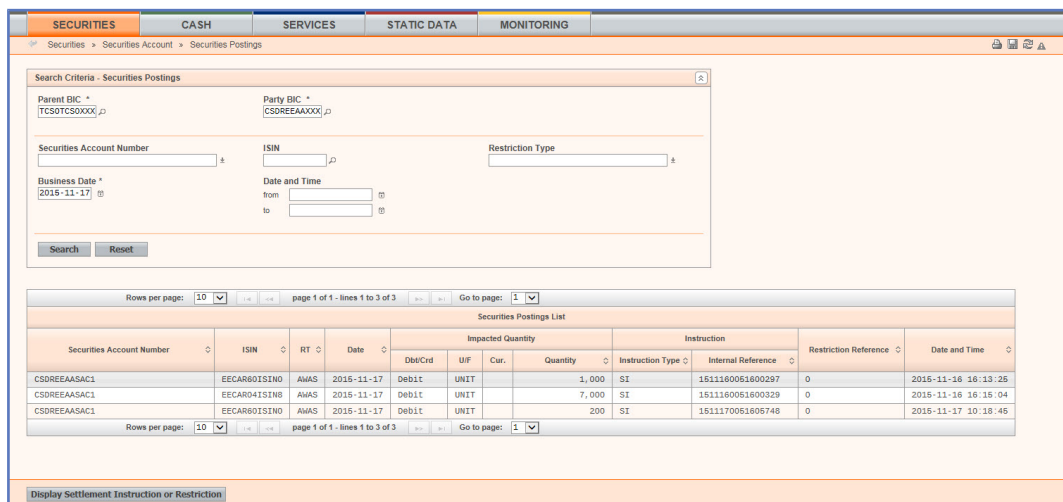 SECURITIES CASH SERVICES STATIC DATA MONITORING
Securities » Securities Account » Securities Postings
Search Criteria - Securities Postings
Parent BIC * Party BIC *
TCSOTCSOXXX CSDREEAAXXX
Securities Account Number ISIN Restriction Type
Business Date * Date and Time
2015-11-17 from
to
Search Reset
Rows per page: 10 page 1 of 1 - lines 1 to 3 of 3 Go to page: 1
Securities Postings List
Securities Account Number ISIN RT Date Impacted Quantity Instruction Restriction Reference Date and Time
Dbt/Crd U/F Cur. Quantity Instruction Type Internal Reference
CSDREEAASAC1 EECAR60ISIN0 AWAS 2015-11-17 Debit UNIT 1,000 SI 1511160051600297 0 2015-11-16 16:13:25
CSDREEAASAC1 EECAR04ISIN8 AWAS 2015-11-17 Debit UNIT 7,000 SI 1511160051600329 0 2015-11-16 16:15:04
CSDREEAASAC1 EECAR60ISIN0 AWAS 2015-11-17 Debit UNIT 200 SI 1511170051605748 0 2015-11-17 10:18:45
Rows per page: 10 page 1 of 1 - lines 1 to 3 of 3 Go to page: 1
Display Settlement Instruction or Restriction